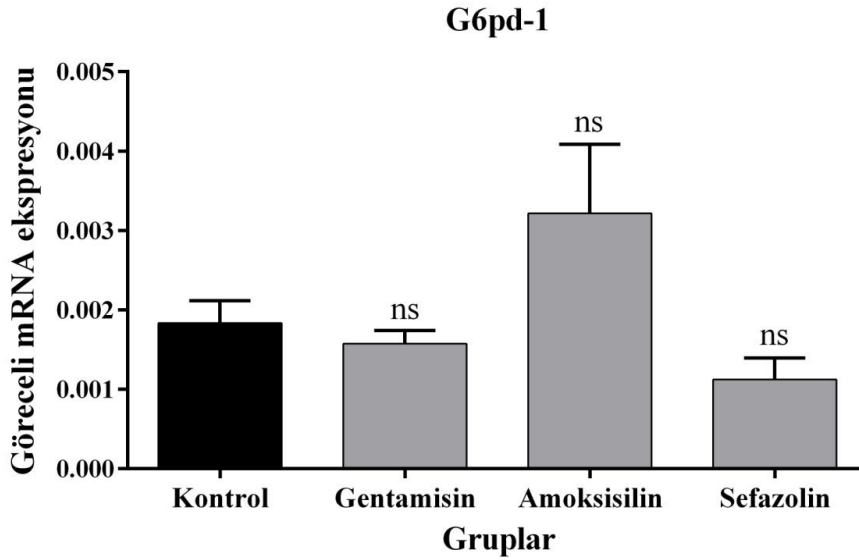 G6pd-1
Göreceli mRNA ekspresyonu
0.005
0.004
0.003
0.002
0.001
0.000
ns
ns
ns
Kontrol Gentamisin Amoksisilin Sefazolin
Gruplar